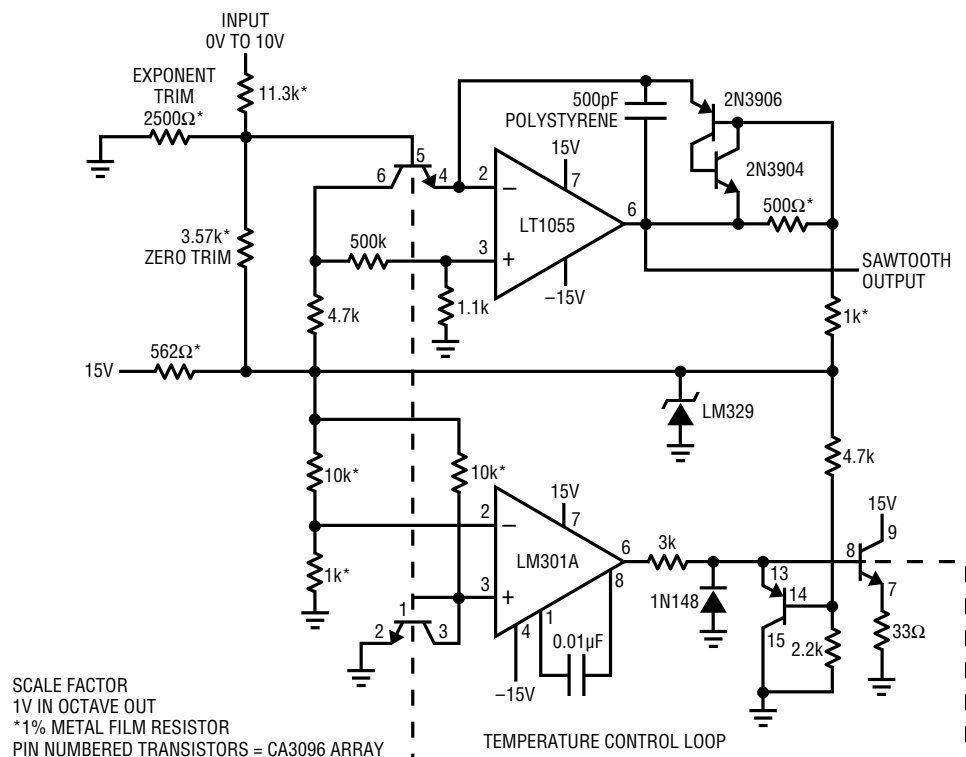 INPUT
0V TO 10V
EXPONENT
TRIM
2500Ω*
11.3k*
500pF
POLYSTYRENE
2N3906
2N3904
15V
7
5
6
4
2
−
LT1055
6
500Ω*
3
+
500k
−15V
3.57k*
ZERO TRIM
1.1k
4.7k
SAWTOOTH
OUTPUT
1k*
562Ω*
15V
LM329
4.7k
10k*
10k*
15V
7
15V
9
2
−
LM301A
6
3k
8
8
13
3
+
1N148
14
7
1k*
1
4
1
0.01µF
15
2.2k
33Ω
2
3
−15V
SCALE FACTOR
1V IN OCTAVE OUT
*1% METAL FILM RESISTOR
PIN NUMBERED TRANSISTORS = CA3096 ARRAY
TEMPERATURE CONTROL LOOP